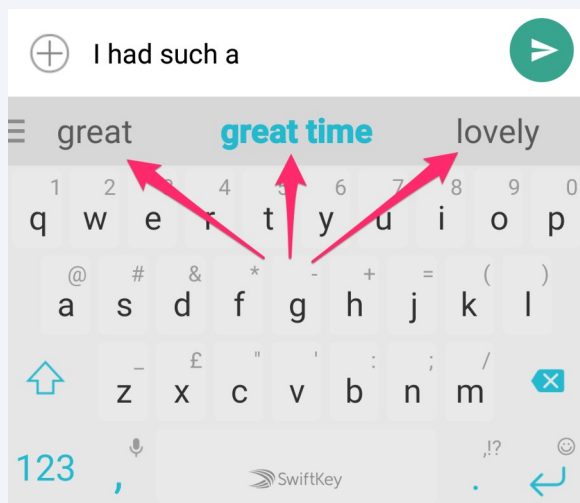 I had such a
great great time lovely
1 2 3 4 5 6 7 8 9 0
q w e r t y u i o p
@ # & * - + = ( )
a s d f g h j k l
_ £ " ' : ; /
z x c v b n m
,!?
123 , SwiftKey .